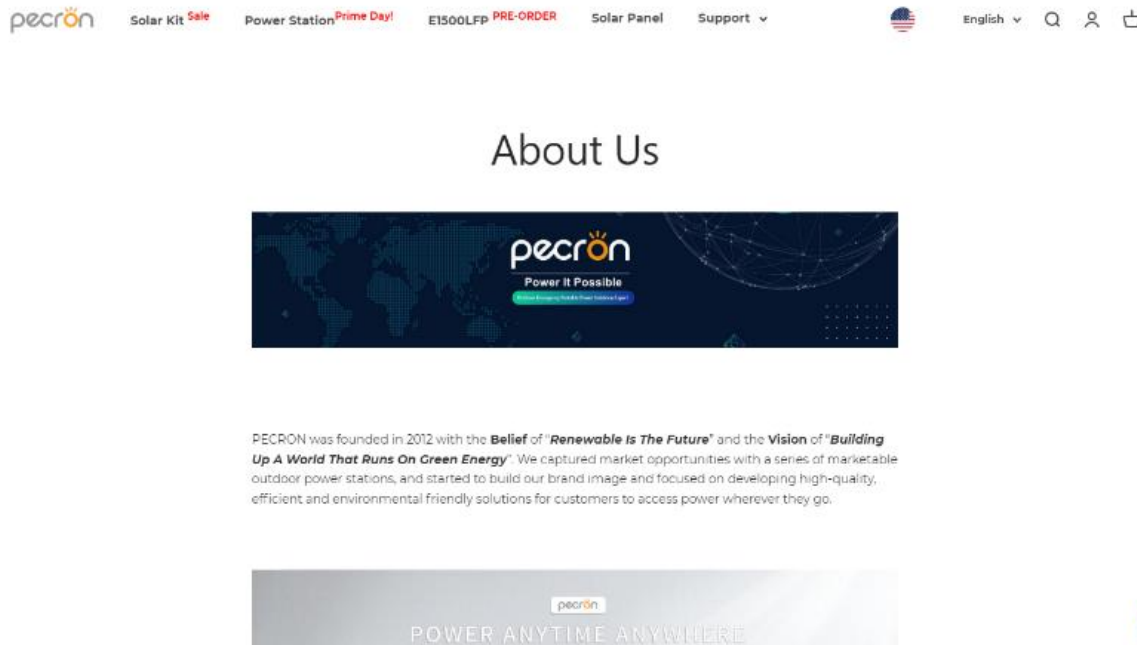 pecron
Solar Kit Sale
Power Station Prime Day!
E1500LFP PRE-ORDER
Solar Panel
Support
English
About Us
pecron
Power It Possible
PECRON was founded in 2012 with the Belief of "Renewable Is The Future" and the Vision of "Building
Up A World That Runs On Green Energy". We captured market opportunities with a series of marketable
outdoor power stations, and started to build our brand image and focused on developing high-quality,
efficient and environmental friendly solutions for customers to access power wherever they go.
pecron
POWER ANYTIME ANYWHERE